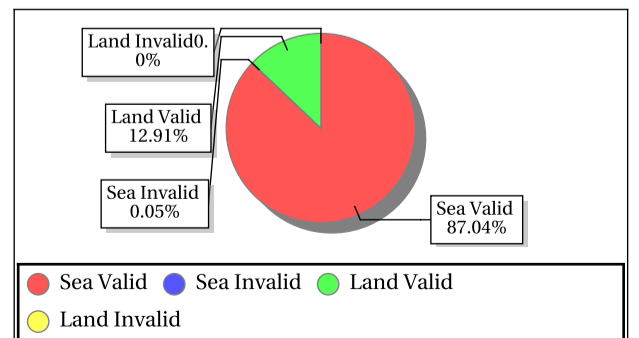 Land Invalid0.
0%
Land Valid
12.91%
Sea Invalid
0.05%
Sea Valid
87.04%
Sea Valid Sea Invalid Land Valid
Land Invalid